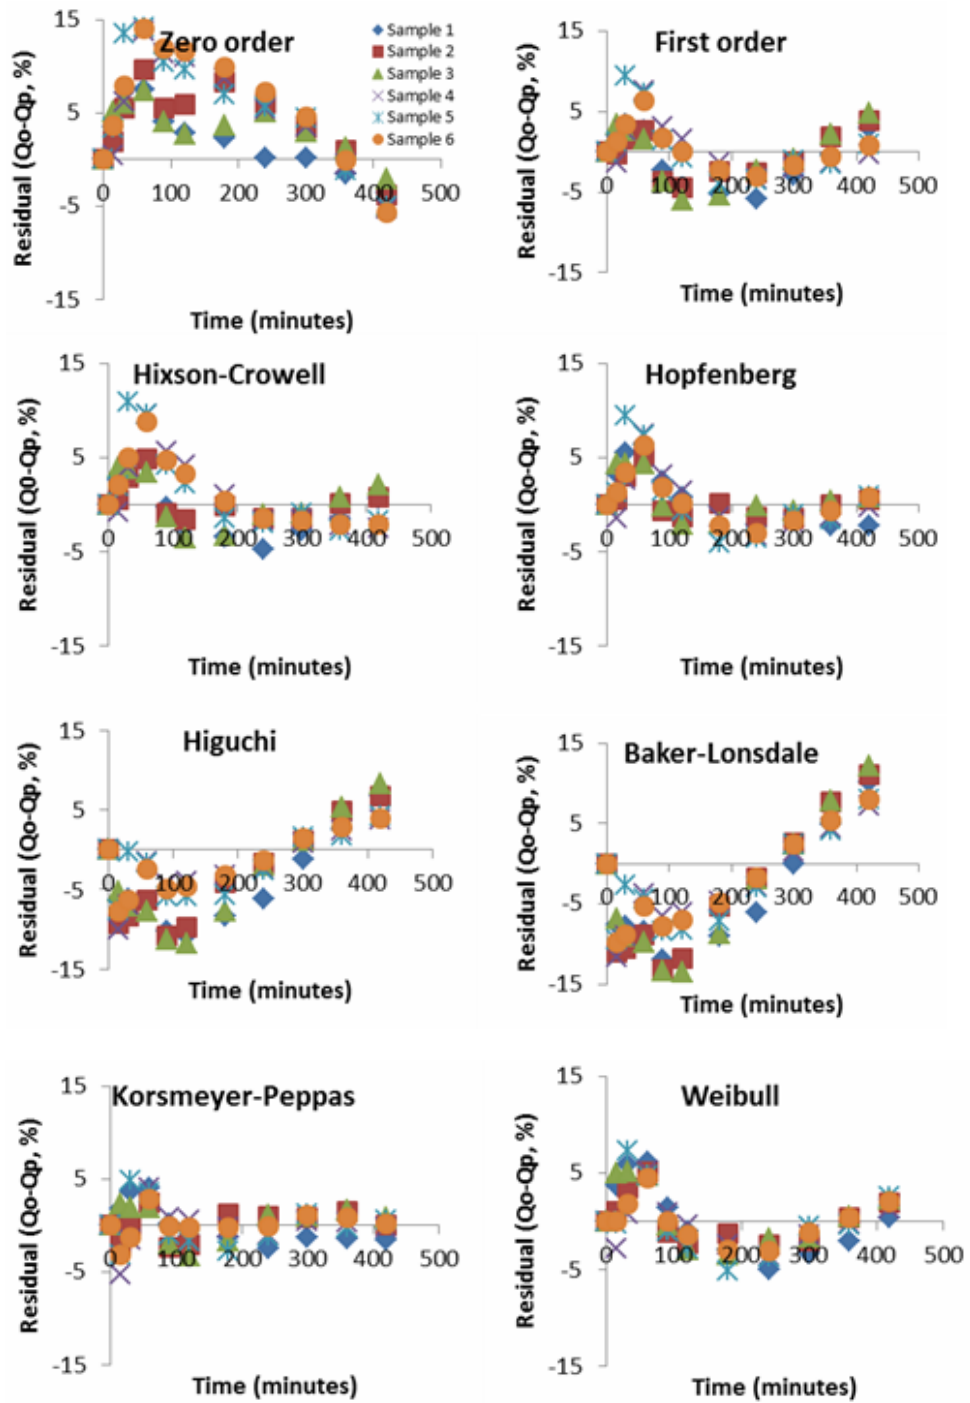 Zero order
Sample 1
Sample 2
Sample 3
Sample 4
Sample 5
Sample 6
Residual (Qo-Qp, %)
15
5
-5
-15
0 100 200 300 400 500
Time (minutes)
First order
Residual (Qo-Qp, %)
15
5
-5
-15
0 100 200 300 400 500
Time (minutes)
Hixson-Crowell
Residual (Q0-Qp, %)
15
5
-5
-15
0 100 200 300 400 500
Time (minutes)
Hopfenberg
Residual (Qo-Qp, %)
15
5
-5
-15
0 100 200 300 400 500
Time (minutes)
Higuchi
Residual (Qo-Qp, %)
15
5
-5
-15
0 100 200 300 400 500
Time (minutes)
Baker-Lonsdale
Residual (Qo-Qp, %)
15
5
-5
-15
0 100 200 300 400 500
Time (minutes)
Korsmeyer-Peppas
Residual (Qo-Qp, %)
15
5
-5
-15
0 100 200 300 400 500
Time (minutes)
Weibull
Residual (Qo-Qp, %)
15
5
-5
-15
0 100 200 300 400 500
Time (minutes)